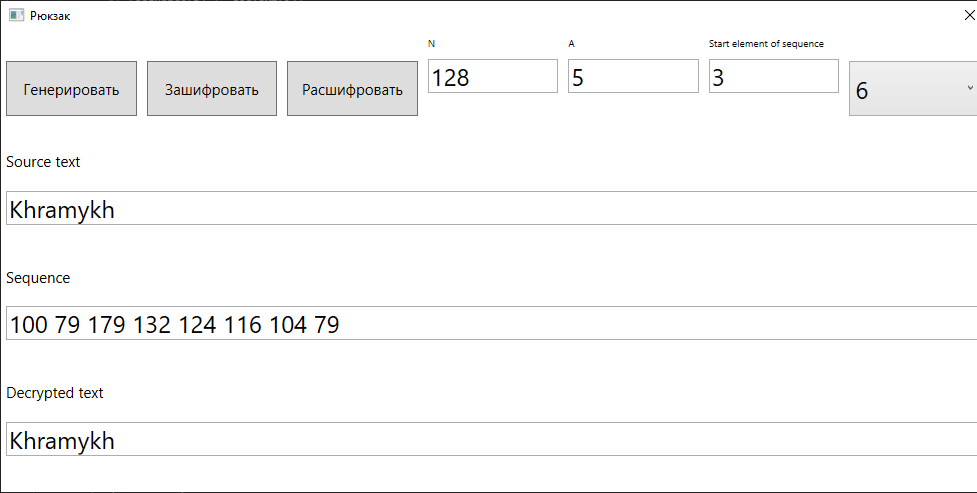 Рюкзак
N A Start element of sequence
Генерировать Зашифровать Расшифровать 128 5 3 6
Source text
Khramykh
Sequence
100 79 179 132 124 116 104 79
Decrypted text
Khramykh